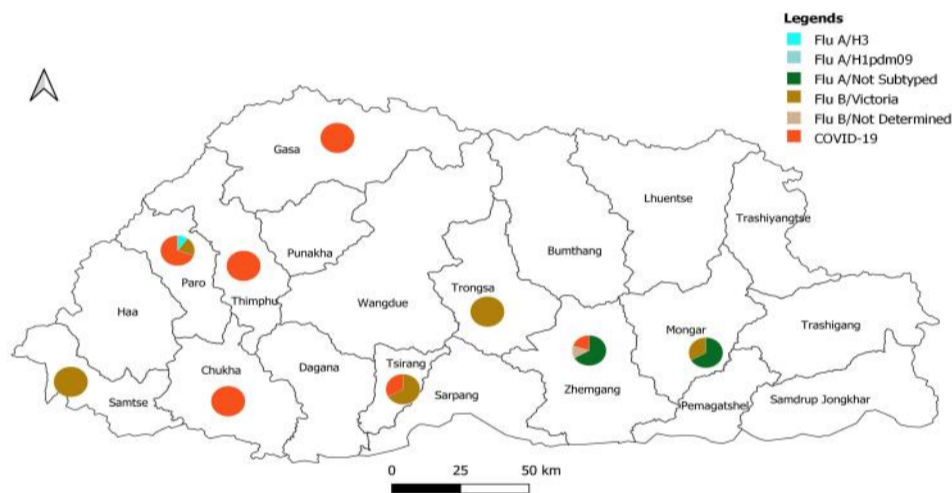 Legends
Flu A/H3
Flu A/H1pdm09
Flu A/Not Subtyped
Flu B/Victoria
Flu B/Not Determined
COVID-19
Gasa
Lhuentse
Trashiyangtse
Punakha
Bumthang
Paro
Thimphu
Trongsa
Haa
Wangdue
Mongar
Trashigang
Tsirang
Chukha
Dagana
Zhemgang
Sarpang
Samtse
Pemagatshel
Samdrup Jongkhar
0 25 50 km